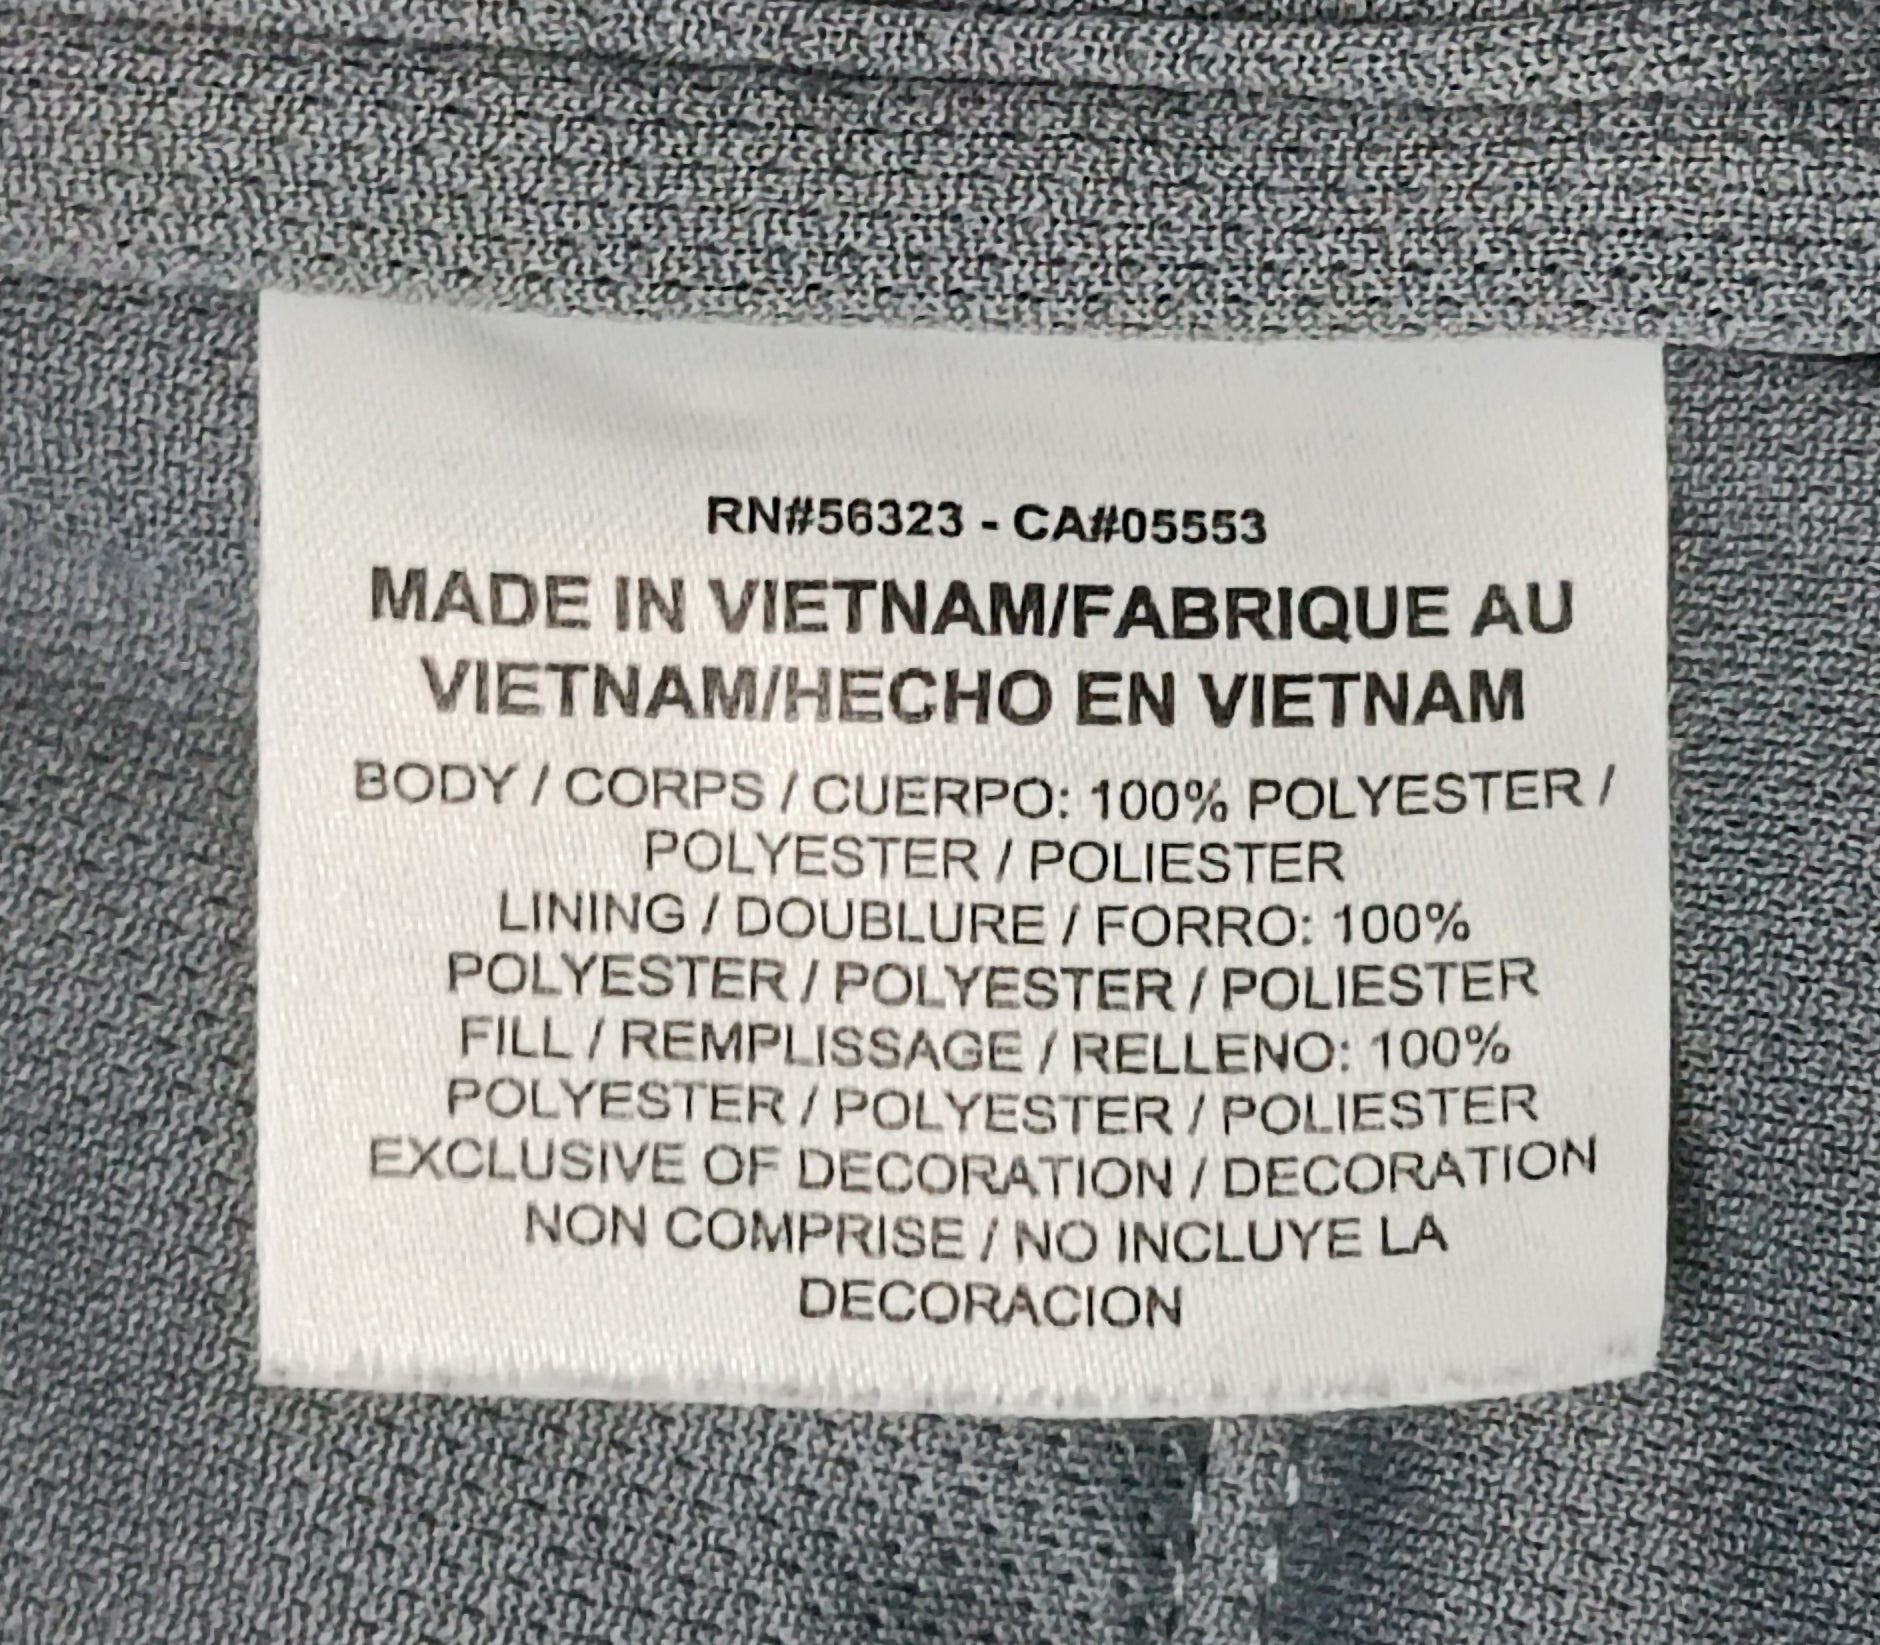 RN#56323 - CA#05553
MADE IN VIETNAM/FABRIQUE AU
VIETNAM/HECHO EN VIETNAM
BODY / CORPS / CUERPO: 100% POLYESTER /
POLYESTER / POLIESTER
LINING / DOUBLURE / FORRO: 100%
POLYESTER / POLYESTER / POLIESTER
FILL / REMPLISSAGE / RELLENO: 100%
POLYESTER / POLYESTER / POLIESTER
EXCLUSIVE OF DECORATION / DECORATION
NON COMPRISE / NO INCLUYE LA
DECORACION